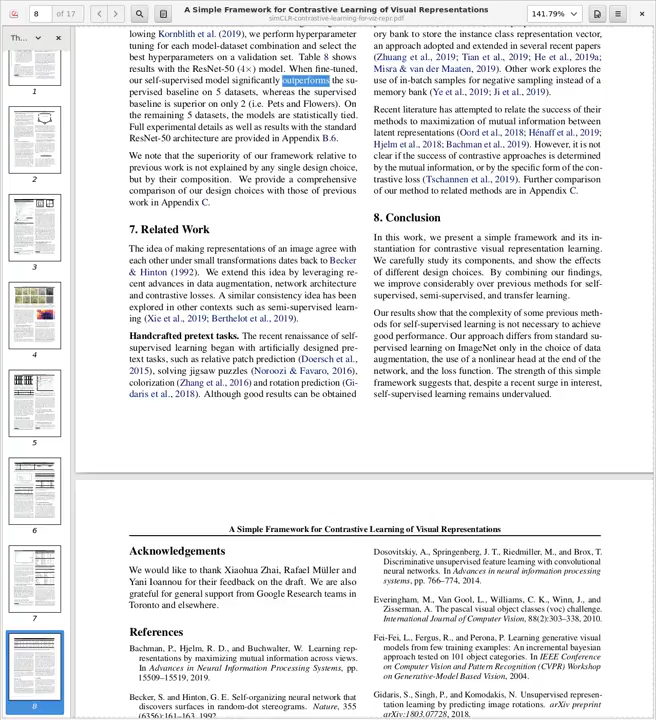 8
of 17
A Simple Framework for Contrastive Learning of Visual Representations
simCLR-contrastive-learning-for-viz-repr.pdf
141.79%
Th...
1
2
3
4
5
6
7
8
lowing Kornblith et al. (2019), we perform hyperparameter
tuning for each model-dataset combination and select the
best hyperparameters on a validation set. Table 8 shows
results with the ResNet-50 (4×) model. When fine-tuned,
our self-supervised model significantly outperforms the su-
pervised baseline on 5 datasets, whereas the supervised
baseline is superior on only 2 (i.e. Pets and Flowers). On
the remaining 5 datasets, the models are statistically tied.
Full experimental details as well as results with the standard
ResNet-50 architecture are provided in Appendix B.6.
We note that the superiority of our framework relative to
previous work is not explained by any single design choice,
but by their composition. We provide a comprehensive
comparison of our design choices with those of previous
work in Appendix C.
7. Related Work
The idea of making representations of an image agree with
each other under small transformations dates back to Becker
& Hinton (1992). We extend this idea by leveraging re-
cent advances in data augmentation, network architecture
and contrastive losses. A similar consistency idea has been
explored in other contexts such as semi-supervised learn-
ing (Xie et al., 2019; Berthelot et al., 2019).
Handcrafted pretext tasks. The recent renaissance of self-
supervised learning began with artificially designed pre-
text tasks, such as relative patch prediction (Doersch et al.,
2015), solving jigsaw puzzles (Noroozi & Favaro, 2016),
colorization (Zhang et al., 2016) and rotation prediction (Gi-
daris et al., 2018). Although good results can be obtained
ory bank to store the instance class representation vector,
an approach adopted and extended in several recent papers
(Zhuang et al., 2019; Tian et al., 2019; He et al., 2019a;
Misra & van der Maaten, 2019). Other work explores the
use of in-batch samples for negative sampling instead of a
memory bank (Ye et al., 2019; Ji et al., 2019).
Recent literature has attempted to relate the success of their
methods to maximization of mutual information between
latent representations (Oord et al., 2018; Hénaff et al., 2019;
Hjelm et al., 2018; Bachman et al., 2019). However, it is not
clear if the success of contrastive approaches is determined
by the mutual information, or by the specific form of the con-
trastive loss (Tschannen et al., 2019). Further comparison
of our method to related methods are in Appendix C.
8. Conclusion
In this work, we present a simple framework and its in-
stantiation for contrastive visual representation learning.
We carefully study its components, and show the effects
of different design choices. By combining our findings,
we improve considerably over previous methods for self-
supervised, semi-supervised, and transfer learning.
Our results show that the complexity of some previous meth-
ods for self-supervised learning is not necessary to achieve
good performance. Our approach differs from standard su-
pervised learning on ImageNet only in the choice of data
augmentation, the use of a nonlinear head at the end of the
network, and the loss function. The strength of this simple
framework suggests that, despite a recent surge in interest,
self-supervised learning remains undervalued.
A Simple Framework for Contrastive Learning of Visual Representations
Acknowledgements
We would like to thank Xiaohua Zhai, Rafael Müller and
Yani Ioannou for their feedback on the draft. We are also
grateful for general support from Google Research teams in
Toronto and elsewhere.
References
Bachman, P., Hjelm, R. D., and Buchwalter, W. Learning rep-
resentations by maximizing mutual information across views.
In Advances in Neural Information Processing Systems, pp.
15509–15519, 2019.
Becker, S. and Hinton, G. E. Self-organizing neural network that
discovers surfaces in random-dot stereograms. Nature, 355
(6356):161–163, 1992.
Dosovitskiy, A., Springenberg, J. T., Riedmiller, M., and Brox, T.
Discriminative unsupervised feature learning with convolutional
neural networks. In Advances in neural information processing
systems, pp. 766–774, 2014.
Everingham, M., Van Gool, L., Williams, C. K., Winn, J., and
Zisserman, A. The pascal visual object classes (voc) challenge.
International Journal of Computer Vision, 88(2):303–338, 2010.
Fei-Fei, L., Fergus, R., and Perona, P. Learning generative visual
models from few training examples: An incremental bayesian
approach tested on 101 object categories. In IEEE Conference
on Computer Vision and Pattern Recognition (CVPR) Workshop
on Generative-Model Based Vision, 2004.
Gidaris, S., Singh, P., and Komodakis, N. Unsupervised represen-
tation learning by predicting image rotations. arXiv preprint
arXiv:1803.07728, 2018.